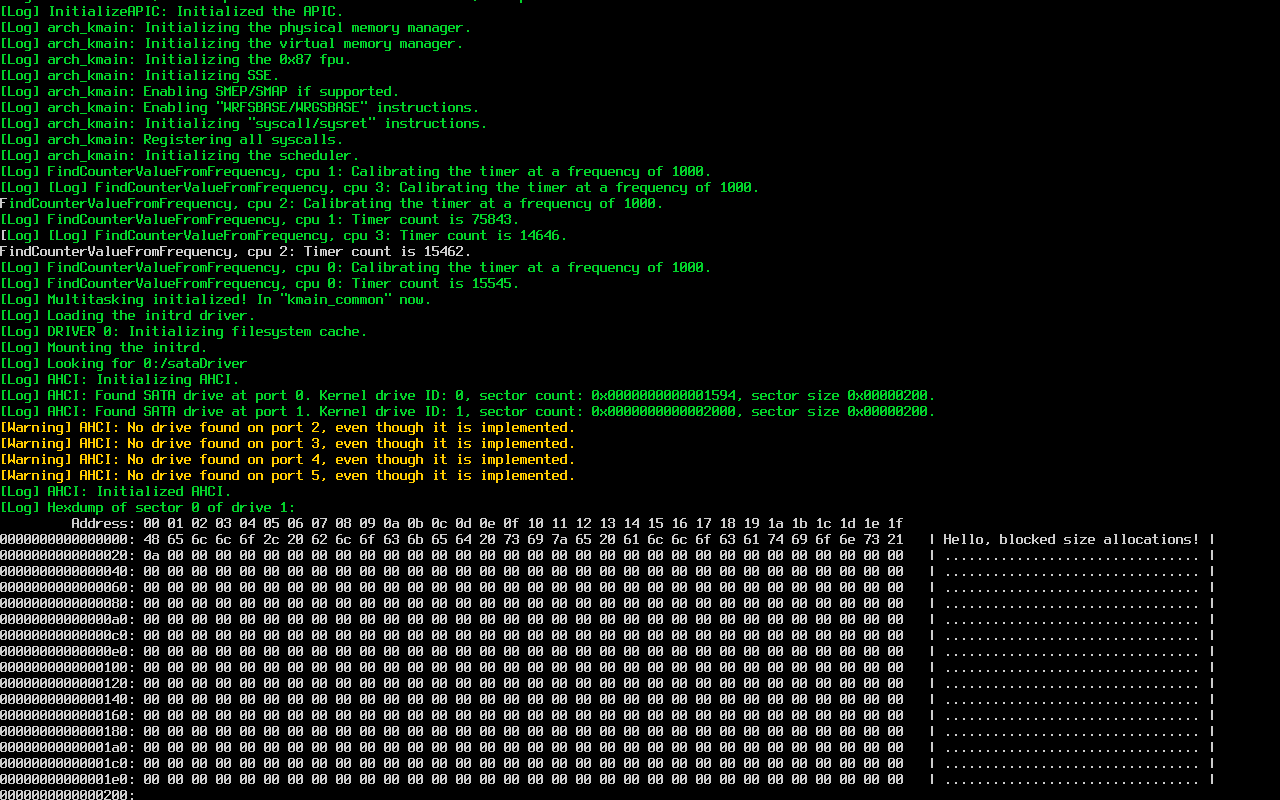 [Log] InitializeAPIC: Initialized the APIC.
[Log] arch_kmain: Initializing the physical memory manager.
[Log] arch_kmain: Initializing the virtual memory manager.
[Log] arch_kmain: Initializing the 0x87 fpu.
[Log] arch_kmain: Initializing SSE.
[Log] arch_kmain: Enabling SMEP/SMAP if supported.
[Log] arch_kmain: Enabling "WRFSBASE/WRGSBASE" instructions.
[Log] arch_kmain: Initializing "syscall/sysret" instructions.
[Log] arch_kmain: Registering all syscalls.
[Log] arch_kmain: Initializing the scheduler.
[Log] FindCounterValueFromFrequency, cpu 1: Calibrating the timer at a frequency of 1000.
[Log] [Log] FindCounterValueFromFrequency, cpu 3: Calibrating the timer at a frequency of 1000.
FindCounterValueFromFrequency, cpu 2: Calibrating the timer at a frequency of 1000.
[Log] FindCounterValueFromFrequency, cpu 1: Timer count is 75843.
[Log] [Log] FindCounterValueFromFrequency, cpu 3: Timer count is 14646.
FindCounterValueFromFrequency, cpu 2: Timer count is 15462.
[Log] FindCounterValueFromFrequency, cpu 0: Calibrating the timer at a frequency of 1000.
[Log] FindCounterValueFromFrequency, cpu 0: Timer count is 15545.
[Log] Multitasking initialized! In "kmain_common" now.
[Log] Loading the initrd driver.
[Log] DRIVER 0: Initializing filesystem cache.
[Log] Mounting the initrd.
[Log] Looking for 0:/sataDriver
[Log] AHCI: Initializing AHCI.
[Log] AHCI: Found SATA drive at port 0. Kernel drive ID: 0, sector count: 0x0000000000001594, sector size 0x00000200.
[Log] AHCI: Found SATA drive at port 1. Kernel drive ID: 1, sector count: 0x0000000000002000, sector size 0x00000200.
[Warning] AHCI: No drive found on port 2, even though it is implemented.
[Warning] AHCI: No drive found on port 3, even though it is implemented.
[Warning] AHCI: No drive found on port 4, even though it is implemented.
[Warning] AHCI: No drive found on port 5, even though it is implemented.
[Log] AHCI: Initialized AHCI.
[Log] Hexdump of sector 0 of drive 1:
Address: 00 01 02 03 04 05 06 07 08 09 0a 0b 0c 0d 0e 0f 10 11 12 13 14 15 16 17 18 19 1a 1b 1c 1d 1e 1f
0000000000000000: 48 65 6c 6c 6f 2c 20 62 6c 6f 63 6b 65 64 20 73 69 7a 65 20 61 6c 6c 6f 63 61 74 69 6f 6e 73 21 | Hello, blocked size allocations! |
0000000000000020: 0a 00 00 00 00 00 00 00 00 00 00 00 00 00 00 00 00 00 00 00 00 00 00 00 00 00 00 00 00 00 00 00 | ................................ |
0000000000000040: 00 00 00 00 00 00 00 00 00 00 00 00 00 00 00 00 00 00 00 00 00 00 00 00 00 00 00 00 00 00 00 00 | ................................ |
0000000000000060: 00 00 00 00 00 00 00 00 00 00 00 00 00 00 00 00 00 00 00 00 00 00 00 00 00 00 00 00 00 00 00 00 | ................................ |
0000000000000080: 00 00 00 00 00 00 00 00 00 00 00 00 00 00 00 00 00 00 00 00 00 00 00 00 00 00 00 00 00 00 00 00 | ................................ |
00000000000000a0: 00 00 00 00 00 00 00 00 00 00 00 00 00 00 00 00 00 00 00 00 00 00 00 00 00 00 00 00 00 00 00 00 | ................................ |
00000000000000c0: 00 00 00 00 00 00 00 00 00 00 00 00 00 00 00 00 00 00 00 00 00 00 00 00 00 00 00 00 00 00 00 00 | ................................ |
00000000000000e0: 00 00 00 00 00 00 00 00 00 00 00 00 00 00 00 00 00 00 00 00 00 00 00 00 00 00 00 00 00 00 00 00 | ................................ |
0000000000000100: 00 00 00 00 00 00 00 00 00 00 00 00 00 00 00 00 00 00 00 00 00 00 00 00 00 00 00 00 00 00 00 00 | ................................ |
0000000000000120: 00 00 00 00 00 00 00 00 00 00 00 00 00 00 00 00 00 00 00 00 00 00 00 00 00 00 00 00 00 00 00 00 | ................................ |
0000000000000140: 00 00 00 00 00 00 00 00 00 00 00 00 00 00 00 00 00 00 00 00 00 00 00 00 00 00 00 00 00 00 00 00 | ................................ |
0000000000000160: 00 00 00 00 00 00 00 00 00 00 00 00 00 00 00 00 00 00 00 00 00 00 00 00 00 00 00 00 00 00 00 00 | ................................ |
0000000000000180: 00 00 00 00 00 00 00 00 00 00 00 00 00 00 00 00 00 00 00 00 00 00 00 00 00 00 00 00 00 00 00 00 | ................................ |
00000000000001a0: 00 00 00 00 00 00 00 00 00 00 00 00 00 00 00 00 00 00 00 00 00 00 00 00 00 00 00 00 00 00 00 00 | ................................ |
00000000000001c0: 00 00 00 00 00 00 00 00 00 00 00 00 00 00 00 00 00 00 00 00 00 00 00 00 00 00 00 00 00 00 00 00 | ................................ |
00000000000001e0: 00 00 00 00 00 00 00 00 00 00 00 00 00 00 00 00 00 00 00 00 00 00 00 00 00 00 00 00 00 00 00 00 | ................................ |
0000000000000200: